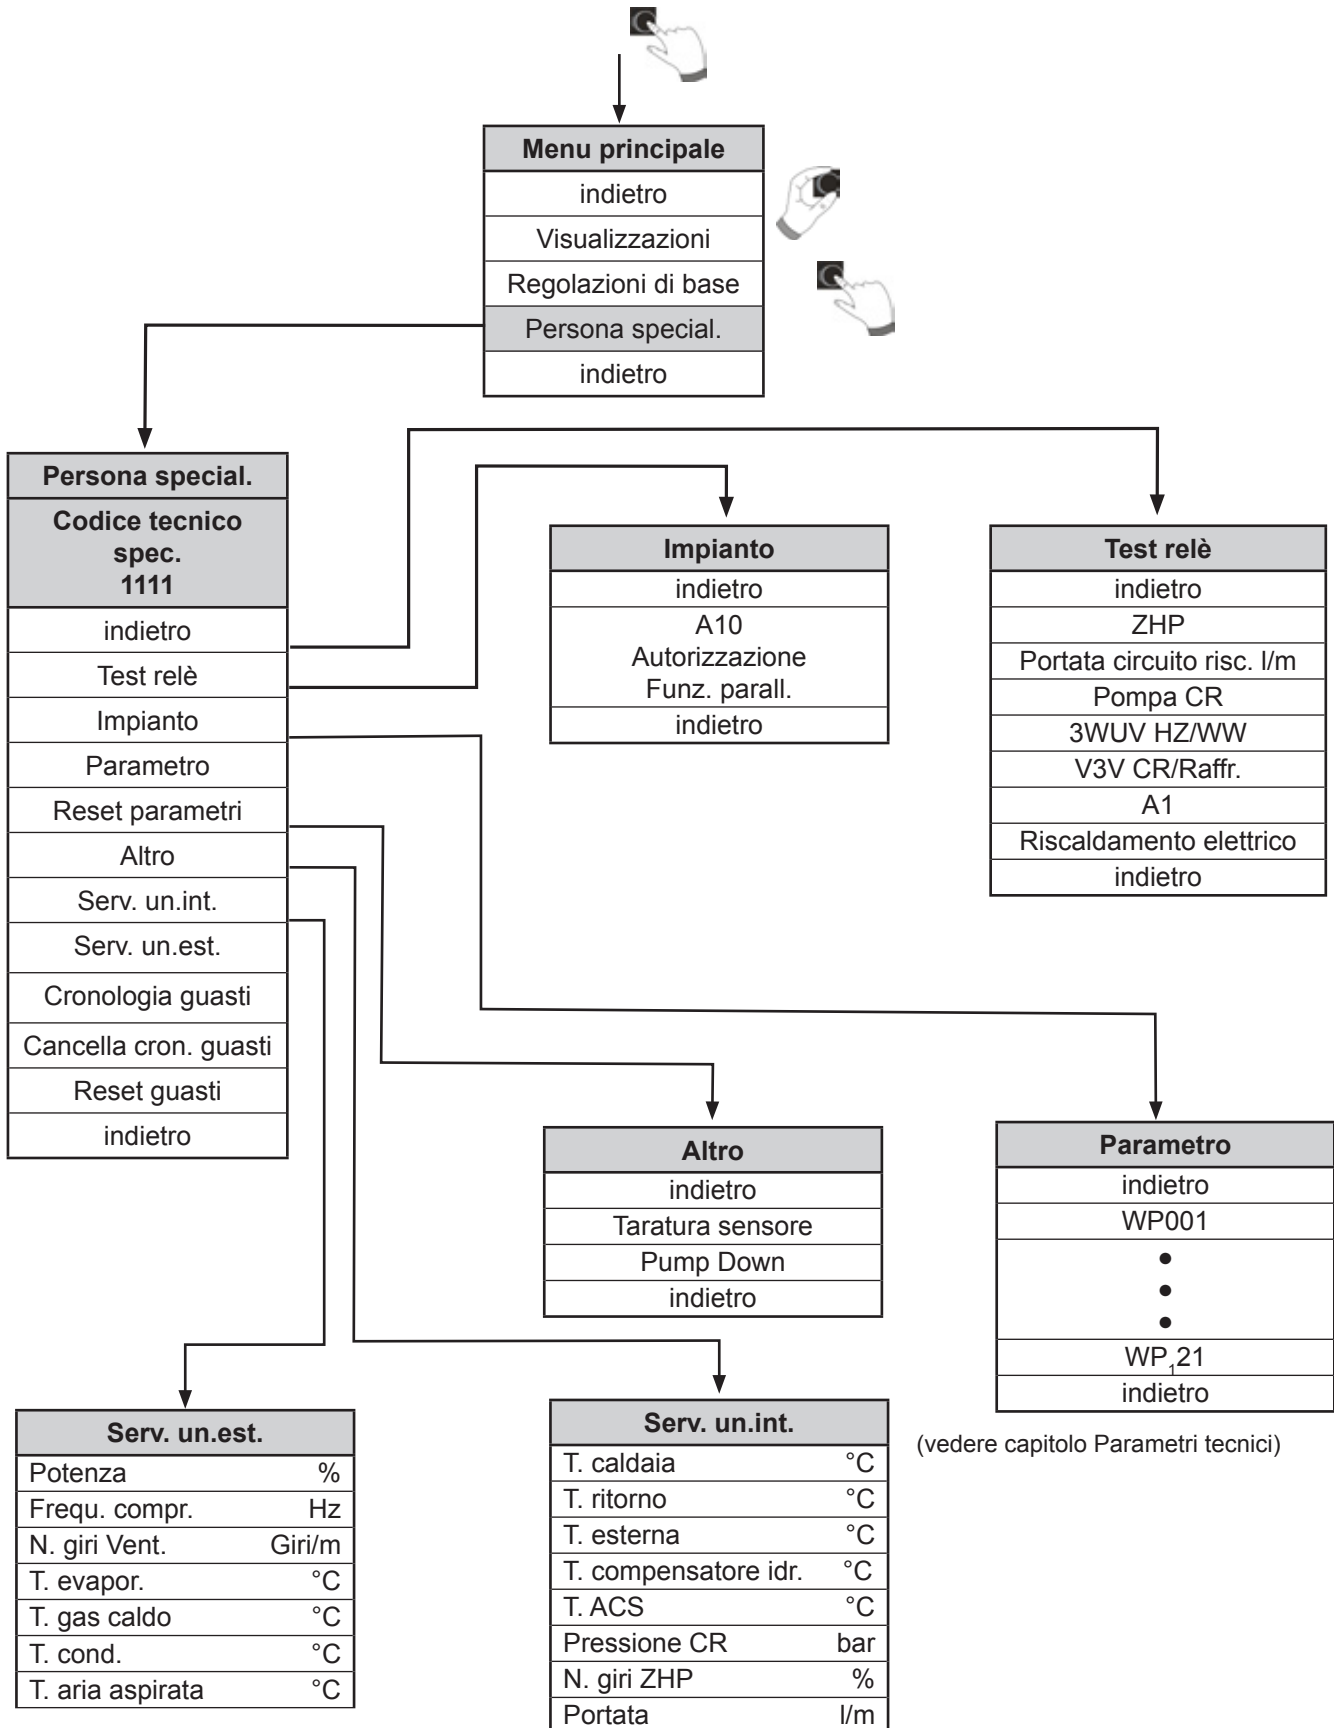 Menu principale
indietro
Visualizzazioni
Regolazioni di base
Persona special.
indietro
Persona special.
Codice tecnico
spec.
1111
indietro
Test relè
Impianto
Parametro
Reset parametri
Altro
Serv. un.int.
Serv. un.est.
Cronologia guasti
Cancella cron. guasti
Reset guasti
indietro
Impianto
indietro
A10
Autorizzazione
Funz. parall.
indietro
Test relè
indietro
ZHP
Portata circuito risc. l/m
Pompa CR
3WUV HZ/WW
V3V CR/Raffr.
A1
Riscaldamento elettrico
indietro
Altro
indietro
Taratura sensore
Pump Down
indietro
Parametro
indietro
WP001
•
•
•
WP₁21
indietro
(vedere capitolo Parametri tecnici)
Serv. un.est.
Potenza %
Frequ. compr. Hz
N. giri Vent. Giri/m
T. evapor. °C
T. gas caldo °C
T. cond. °C
T. aria aspirata °C
Serv. un.int.
T. caldaia °C
T. ritorno °C
T. esterna °C
T. compensatore idr. °C
T. ACS °C
Pressione CR bar
N. giri ZHP %
Portata l/m